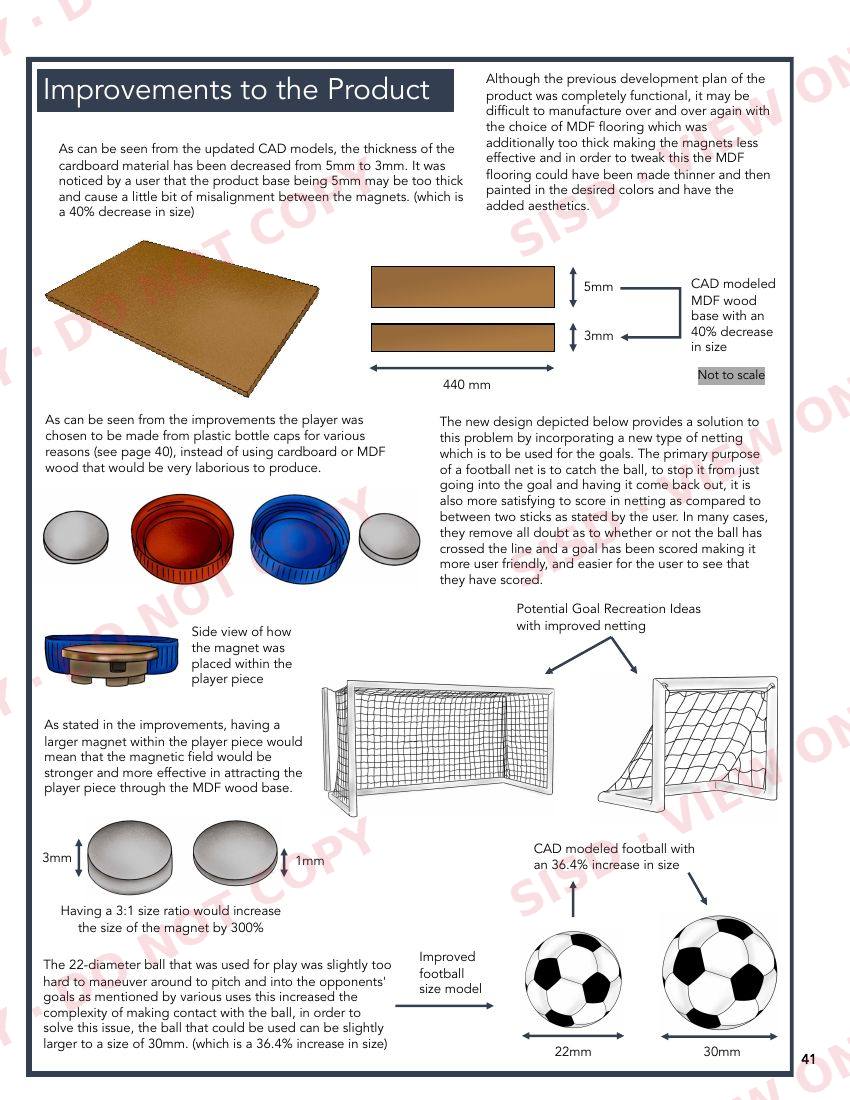 Improvements to the Product
As can be seen from the updated CAD models, the thickness of the
cardboard material has been decreased from 5mm to 3mm. It was
noticed by a user that the product base being 5mm may be too thick
and cause a little bit of misalignment between the magnets. (which is
a 40% decrease in size)
Although the previous development plan of the
product was completely functional, it may be
difficult to manufacture over and over again with
the choice of MDF flooring which was
additionally too thick making the magnets less
effective and in order to tweak this the MDF
flooring could have been made thinner and then
painted in the desired colors and have the
added aesthetics.
5mm
3mm
440 mm
CAD modeled
MDF wood
base with an
40% decrease
in size
Not to scale
As can be seen from the improvements the player was
chosen to be made from plastic bottle caps for various
reasons (see page 40), instead of using cardboard or MDF
wood that would be very laborious to produce.
The new design depicted below provides a solution to
this problem by incorporating a new type of netting
which is to be used for the goals. The primary purpose
of a football net is to catch the ball, to stop it from just
going into the goal and having it come back out, it is
also more satisfying to score in netting as compared to
between two sticks as stated by the user. In many cases,
they remove all doubt as to whether or not the ball has
crossed the line and a goal has been scored making it
more user friendly, and easier for the user to see that
they have scored.
Side view of how
the magnet was
placed within the
player piece
Potential Goal Recreation Ideas
with improved netting
As stated in the improvements, having a
larger magnet within the player piece would
mean that the magnetic field would be
stronger and more effective in attracting the
player piece through the MDF wood base.
3mm
1mm
Having a 3:1 size ratio would increase
the size of the magnet by 300%
CAD modeled football with
an 36.4% increase in size
The 22-diameter ball that was used for play was slightly too
hard to maneuver around to pitch and into the opponents'
goals as mentioned by various uses this increased the
complexity of making contact with the ball, in order to
solve this issue, the ball that could be used can be slightly
larger to a size of 30mm. (which is a 36.4% increase in size)
Improved
football
size model
22mm
30mm
41
SISD · VIEW ON
SISD · VIEW ON
SISD · VIEW ON
Y · DO NOT COPY
Y · DO NOT COPY
Y · DO NOT COPY